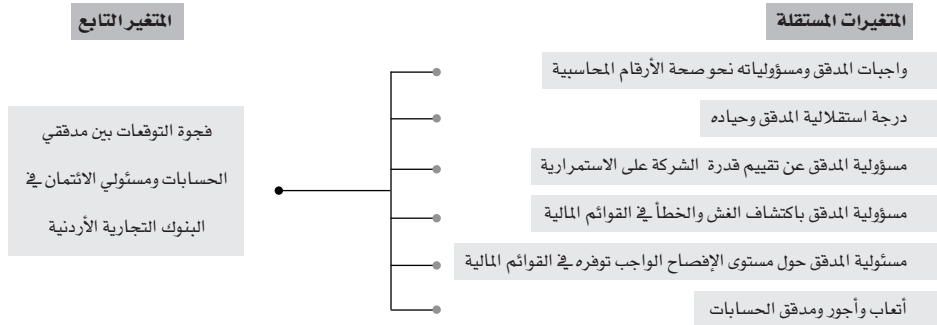 المتغيرات المستقلة
واجبات المدقق ومسؤولياته نحو صحة الأرقام المحاسبية
درجة استقلالية المدقق وحياده
مسؤولية المدقق عن تقييم قدرة الشركة على الاستمرارية
مسؤولية المدقق باكتشاف الغش والخطأ في القوائم المالية
مسئولية المدقق حول مستوى الإفصاح الواجب توفره في القوائم المالية
أتعاب وأجور ومدقق الحسابات
المتغير التابع
فجوة التوقعات بين مدققي
الحسابات ومسئولي الائتمان في
البنوك التجارية الأردنية